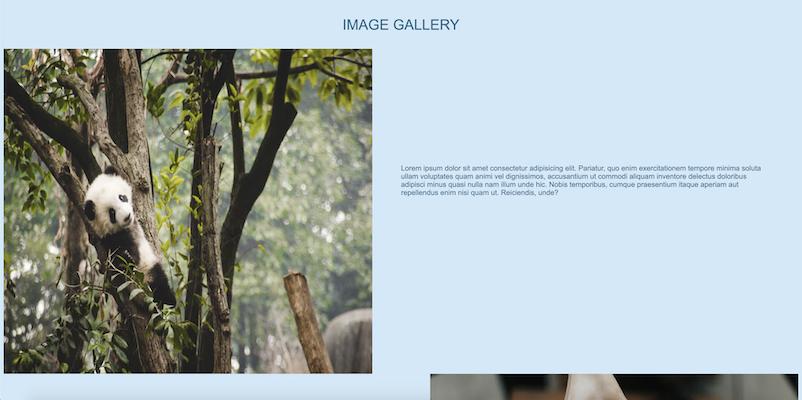 IMAGE GALLERY
Lorem ipsum dolor sit amet consectetur adipisicing elit. Pariatur, quo enim exercitationem tempore minima soluta
ullam voluptates quam animi vel dignissimos, accusantium ut commodi aliquam inventore delectus doloribus
adipisci minus quasi nulla nam illum unde hic. Nobis temporibus, cumque praesentium itaque aperiam aut
repellendus enim nisi quam ut. Reiciendis, unde?